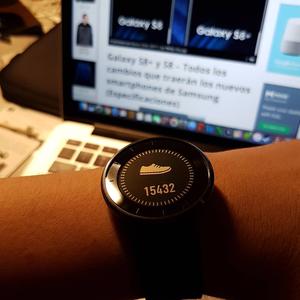 Galaxy S8
Galaxy S8+
Galaxy S8+ y S8 – Todos los
cambios que traerán los nuevos
smartphones de Samsung
(Especificaciones)
15432